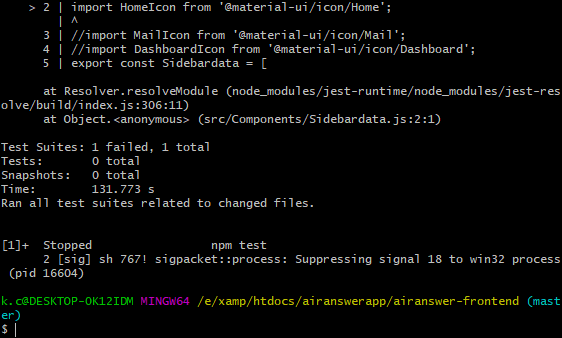 > 2 | import HomeIcon from '@material-ui/icon/Home';
| ^
3 | //import MailIcon from '@material-ui/icon/Mail';
4 | //import DashboardIcon from '@material-ui/icon/Dashboard';
5 | export const Sidebardata = [
at Resolver.resolveModule (node_modules/jest-runtime/node_modules/jest-res
olve/build/index.js:306:11)
at Object.<anonymous> (src/Components/Sidebardata.js:2:1)
Test Suites: 1 failed, 1 total
Tests: 0 total
Snapshots: 0 total
Time: 131.773 s
Ran all test suites related to changed files.
[1]+ Stopped npm test
2 [sig] sh 767! sigpacket::process: Suppressing signal 18 to win32 process
(pid 16604)
k.c@DESKTOP-OK12IDM MINGW64 /e/xamp/htdocs/airanswerapp/airanswer-frontend (mast
er)
$